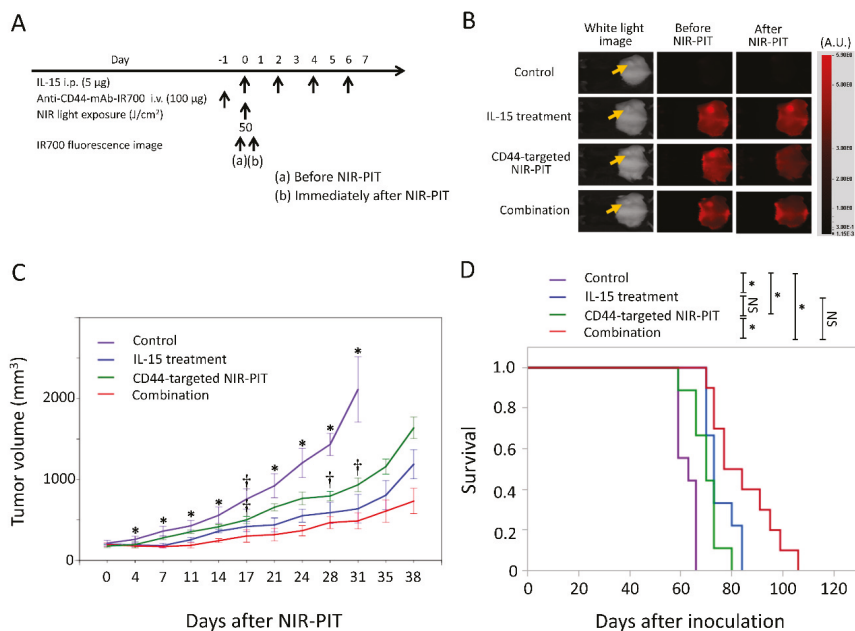 A
Day
-1 0 1 2 3 4 5 6 7
IL-15 i.p. (5 µg)
Anti-CD44-mAb-IR700 i.v. (100 µg)
NIR light exposure (J/cm²)
50
IR700 fluorescence image
(a) (b)
(a) Before NIR-PIT
(b) Immediately after NIR-PIT
B
White light image
Before NIR-PIT
After NIR-PIT
(A.U.)
Control
IL-15 treatment
CD44-targeted NIR-PIT
Combination
C
Control
IL-15 treatment
CD44-targeted NIR-PIT
Combination
Tumor volume (mm³)
2000
1000
0
* * * * * † † * * * † * †
0 4 7 11 14 17 21 24 28 31 35 38
Days after NIR-PIT
D
Control
IL-15 treatment
CD44-targeted NIR-PIT
Combination
* NS * * * NS
Survival
1.0
0.8
0.6
0.4
0.2
0
0 20 40 60 80 100 120
Days after inoculation